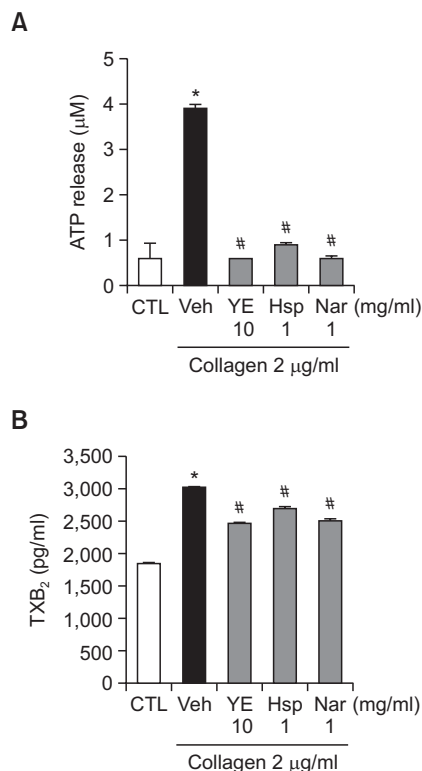 A
ATP release (μM)
5
4
3
2
1
0
*
#
#
#
CTL Veh YE Hsp Nar (mg/ml)
10 1 1
Collagen 2 μg/ml
B
TXB₂ (pg/ml)
3,500
3,000
2,500
2,000
1,500
1,000
500
0
*
#
#
#
CTL Veh YE Hsp Nar (mg/ml)
10 1 1
Collagen 2 μg/ml